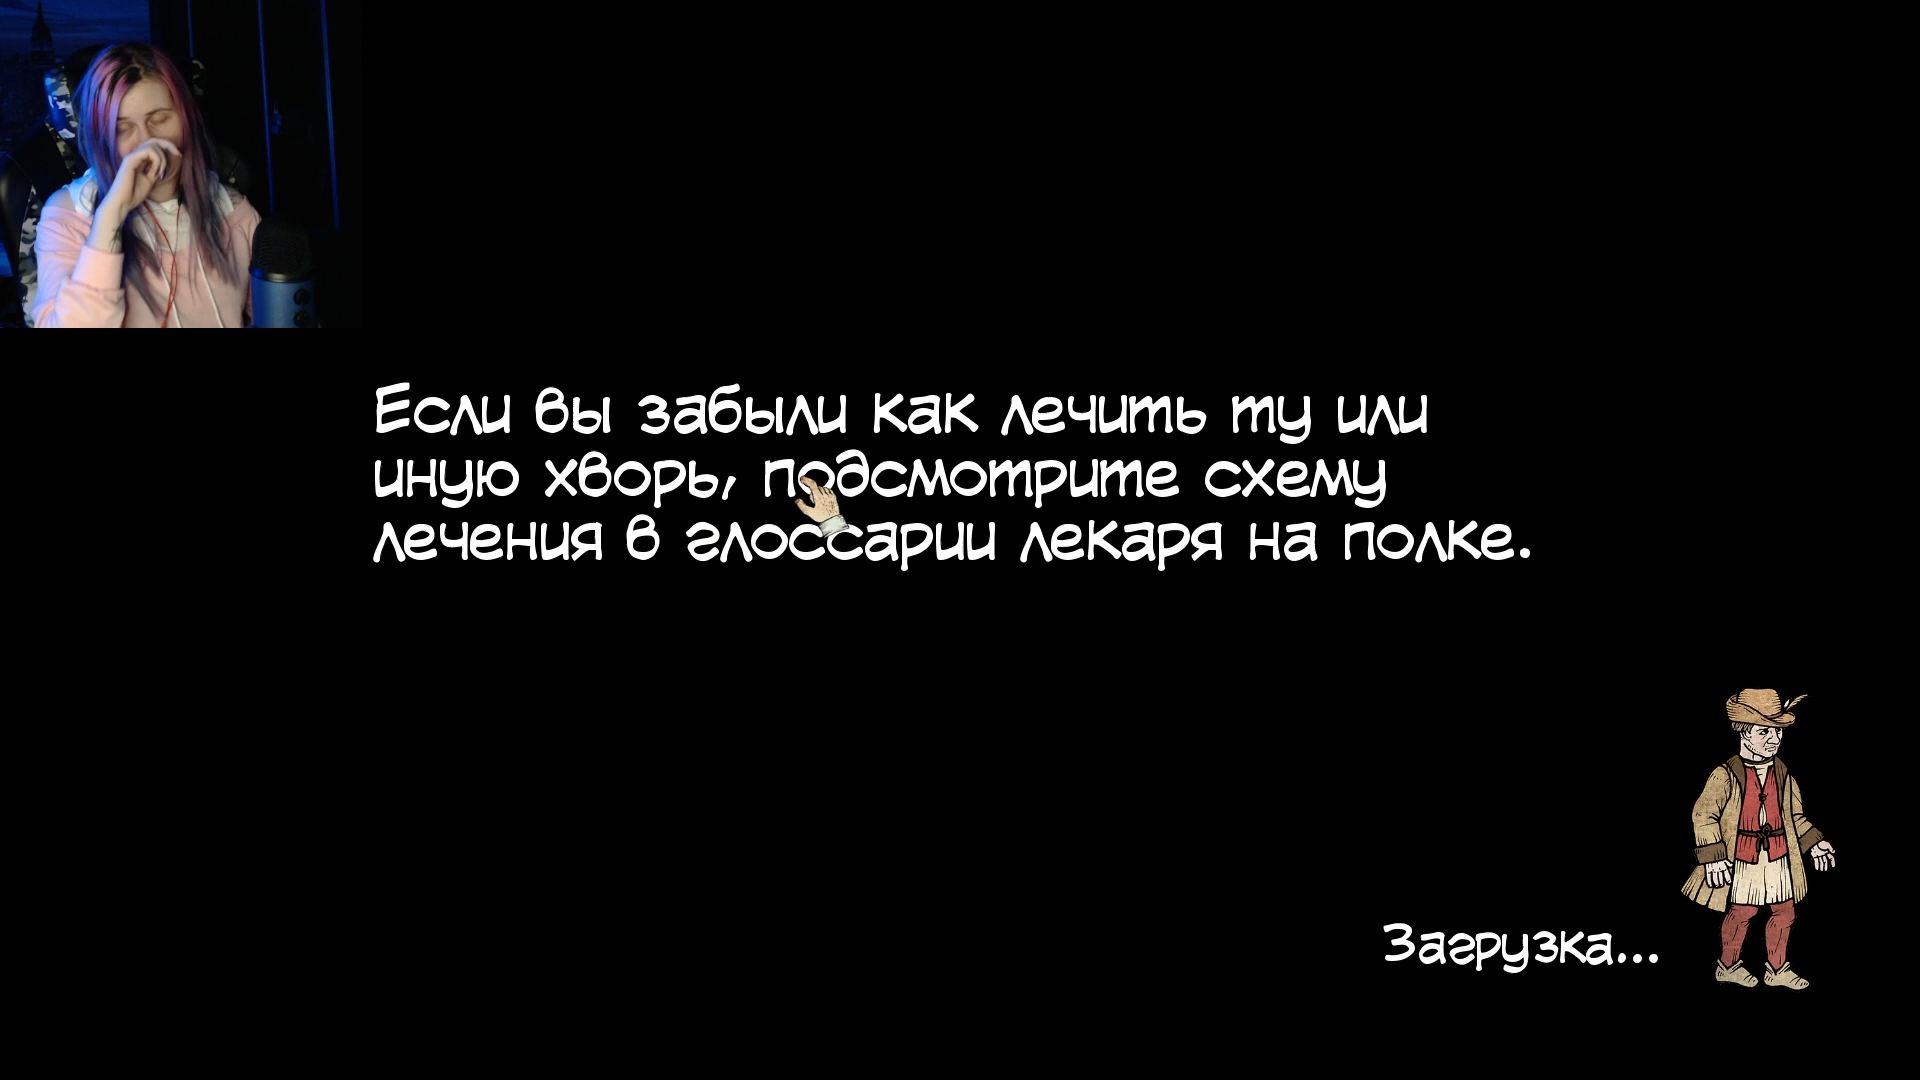 Если вы забыли как лечить ту или
иную хворь, подсмотрите схему
лечения в глоссарии лекаря на полке.
Загрузка...